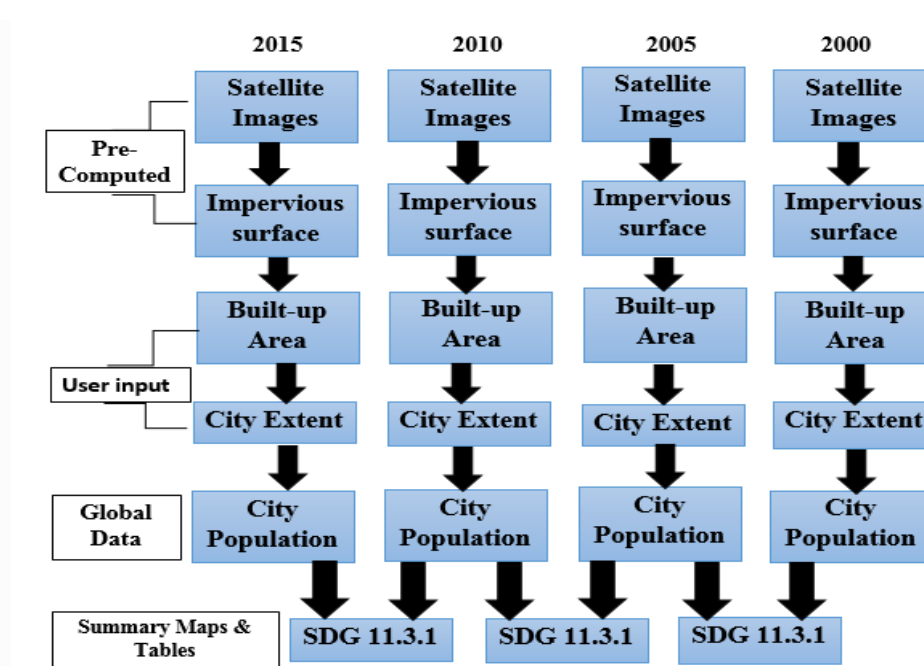 2015 2010 2005 2000
Satellite Satellite Satellite Satellite
Images Images Images Images
Pre-
Computed
Impervious Impervious Impervious Impervious
surface surface surface surface
Built-up Built-up Built-up Built-up
Area Area Area Area
User input
City Extent City Extent City Extent City Extent
Global
Data
City City City City
Population Population Population Population
Summary Maps &
Tables
SDG 11.3.1 SDG 11.3.1 SDG 11.3.1